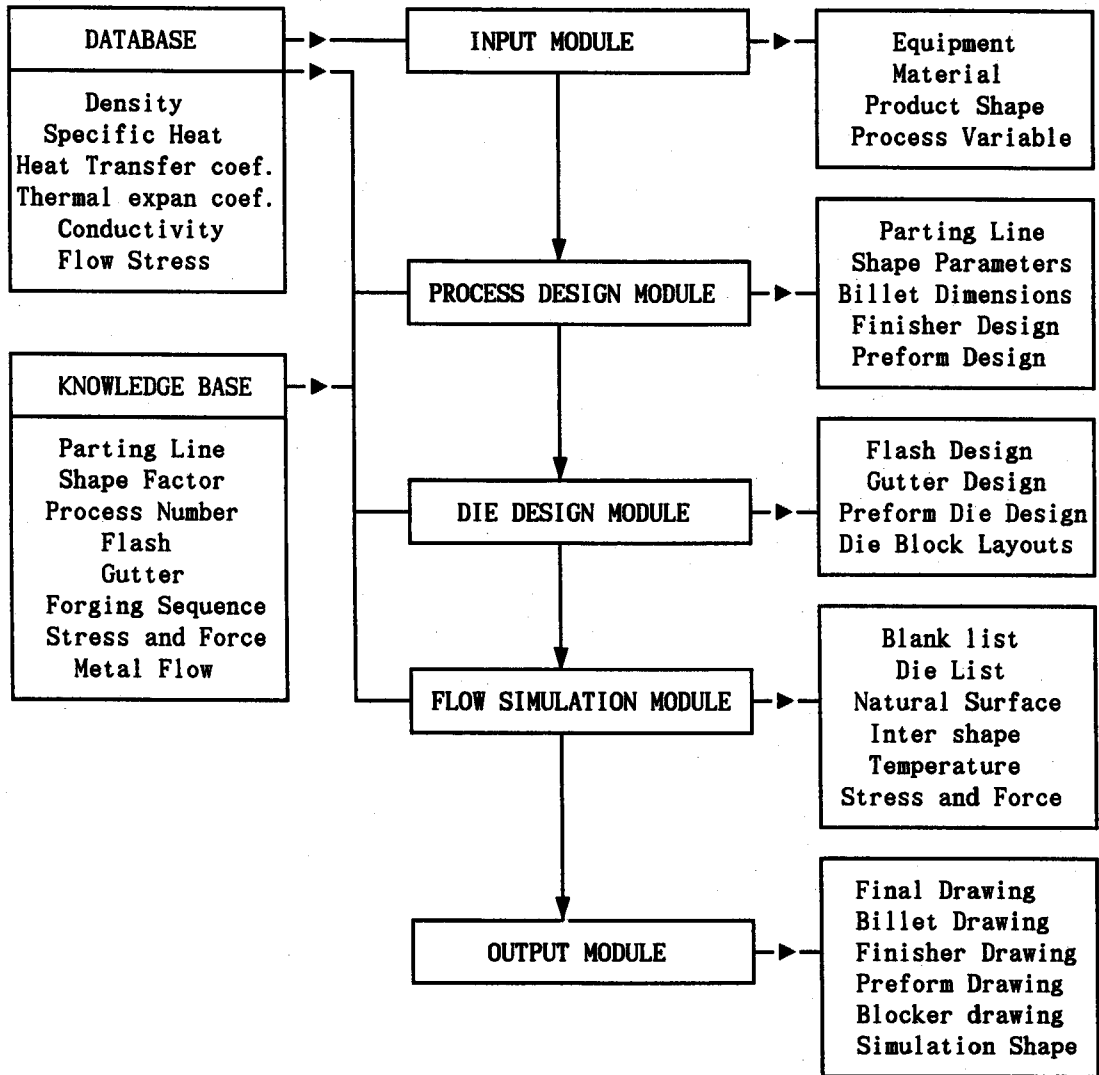 DATABASE
Density
Specific Heat
Heat Transfer coef.
Thermal expan coef.
Conductivity
Flow Stress
KNOWLEDGE BASE
Parting Line
Shape Factor
Process Number
Flash
Gutter
Forging Sequence
Stress and Force
Metal Flow
INPUT MODULE
PROCESS DESIGN MODULE
DIE DESIGN MODULE
FLOW SIMULATION MODULE
OUTPUT MODULE
Equipment
Material
Product Shape
Process Variable
Parting Line
Shape Parameters
Billet Dimensions
Finisher Design
Preform Design
Flash Design
Gutter Design
Preform Die Design
Die Block Layouts
Blank list
Die List
Natural Surface
Inter shape
Temperature
Stress and Force
Final Drawing
Billet Drawing
Finisher Drawing
Preform Drawing
Blocker drawing
Simulation Shape